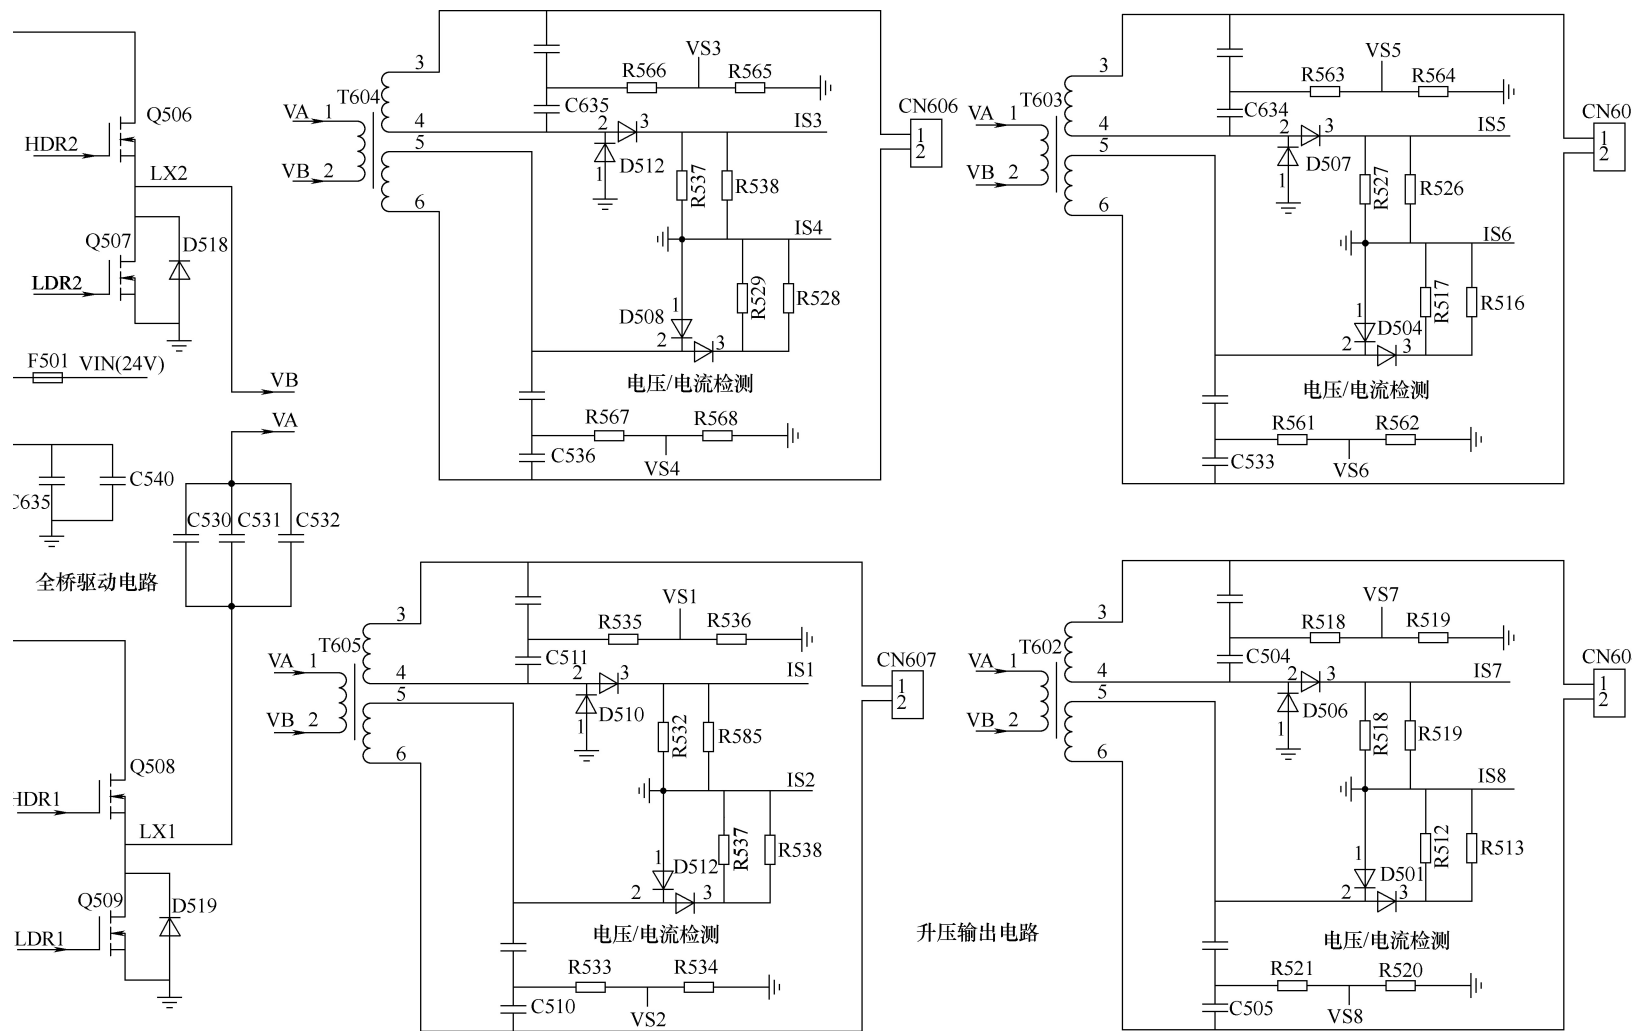 Q506
HDR2
LX2
Q507
D518
LDR2
F501
VIN(24V)
VB
VA
C540
C635
C530
C531
C532
全桥驱动电路
Q508
HDR1
LX1
Q509
D519
LDR1
VA
1
T604
VB
2
3
4
5
6
C635
R566
VS3
R565
IS3
2
3
D512
1
R537
R538
IS4
R529
R528
1
D508
2
3
电压/电流检测
R567
R568
C536
VS4
CN606
1
2
VA
1
T603
VB
2
3
4
5
6
C634
R563
VS5
R564
IS5
2
3
D507
1
R527
R526
IS6
R517
R516
1
D504
2
3
电压/电流检测
R561
R562
C533
VS6
CN60
1
2
VA
1
T605
VB
2
3
4
5
6
C511
R535
VS1
R536
IS1
2
3
D510
1
R532
R585
IS2
R537
R538
1
D512
2
3
电压/电流检测
R533
R534
C510
VS2
CN607
1
2
升压输出电路
VA
1
T602
VB
2
3
4
5
6
C504
R518
VS7
R519
IS7
2
3
D506
1
R518
R519
IS8
R512
R513
1
D501
2
3
电压/电流检测
R521
R520
C505
VS8
CN60
1
2